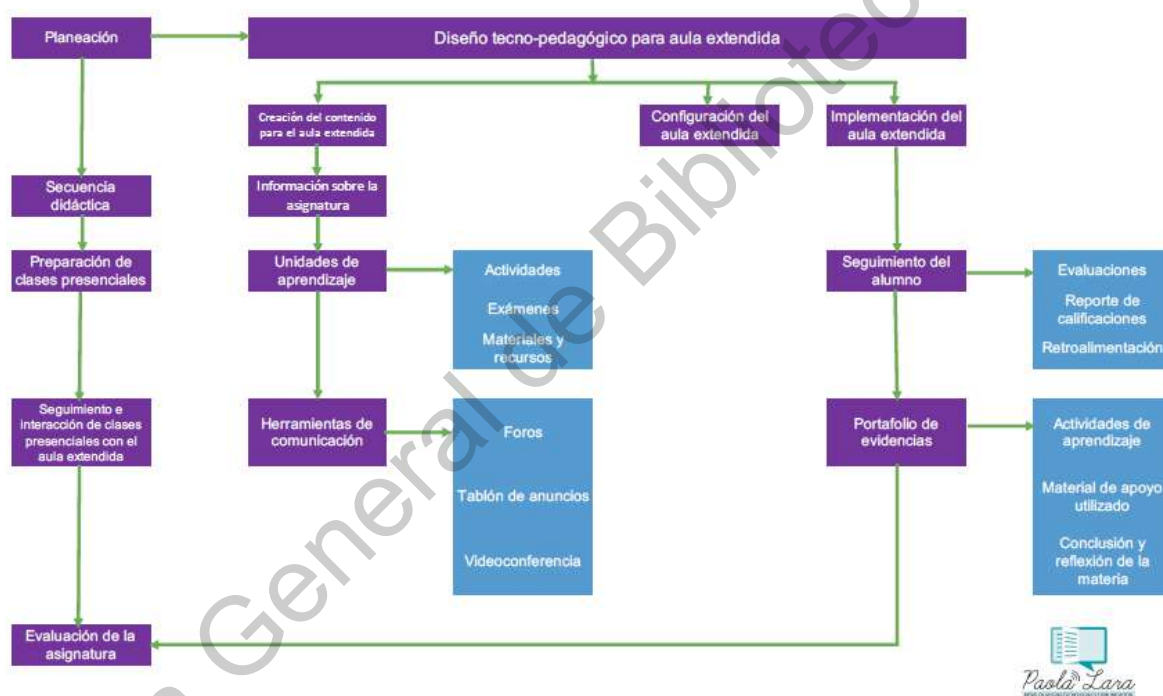 Planeación
Diseño tecno-pedagógico para aula extendida
Creación del contenido
para el aula extendida
Configuración del
aula extendida
Implementación del
aula extendida
Secuencia
didáctica
Información sobre la
asignatura
Preparación de
clases presenciales
Unidades de
aprendizaje
Actividades
Exámenes
Materiales y
recursos
Seguimiento del
alumno
Evaluaciones
Reporte de
calificaciones
Retroalimentación
Seguimiento e
interacción de clases
presenciales con el
aula extendida
Herramientas de
comunicación
Foros
Tablón de anuncios
Videoconferencia
Portafolio de
evidencias
Actividades de
aprendizaje
Material de apoyo
utilizado
Conclusión y
reflexión de la
materia
Evaluación de la
asignatura
Paola Lara
General de Bibliotec